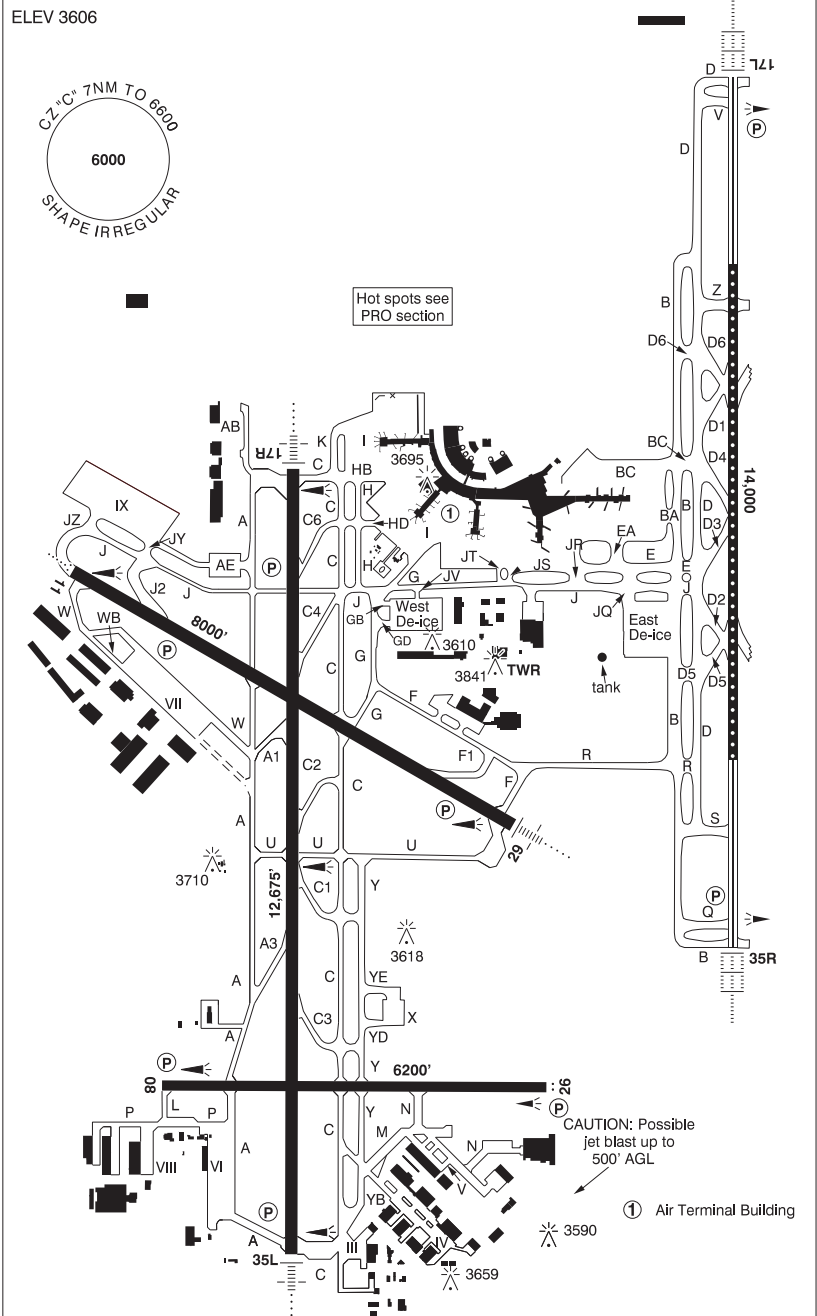 ELEV 3606
CZ "C" 7NM TO 6600
6000
SHAPE IRREGULAR
17L
D
V
P
D
Hot spots see
PRO section
B
Z
D6
D6
AB
17R
K
C
I
3695
HB
H
BC
BC
D1
D4
14,000
IX
JZ
JY
J
A
AE
P
C6
C
HD
H
C
I
1
JT
JS
JR
EA
E
BA
B
D
D3
E
J
11
J2
J
W
WB
P
8000'
C4
J
GB
G
JV
West
De-ice
GD
3610
3841
TWR
J
JQ
East
De-ice
tank
D2
D5
D5
VII
W
C
G
G
F
F1
F
R
B
D
R
S
A1
C2
C
P
29
A
U
U
U
3710
12,675'
C1
Y
P
Q
35R
B
A3
3618
A
C
YE
X
C3
YD
A
P
08
6200'
Y
26
P
L
P
P
A
C
Y
N
M
N
CAUTION: Possible
jet blast up to
500' AGL
VIII
VI
V
P
YB
1 Air Terminal Building
A
35L
III
IV
3590
C
3659